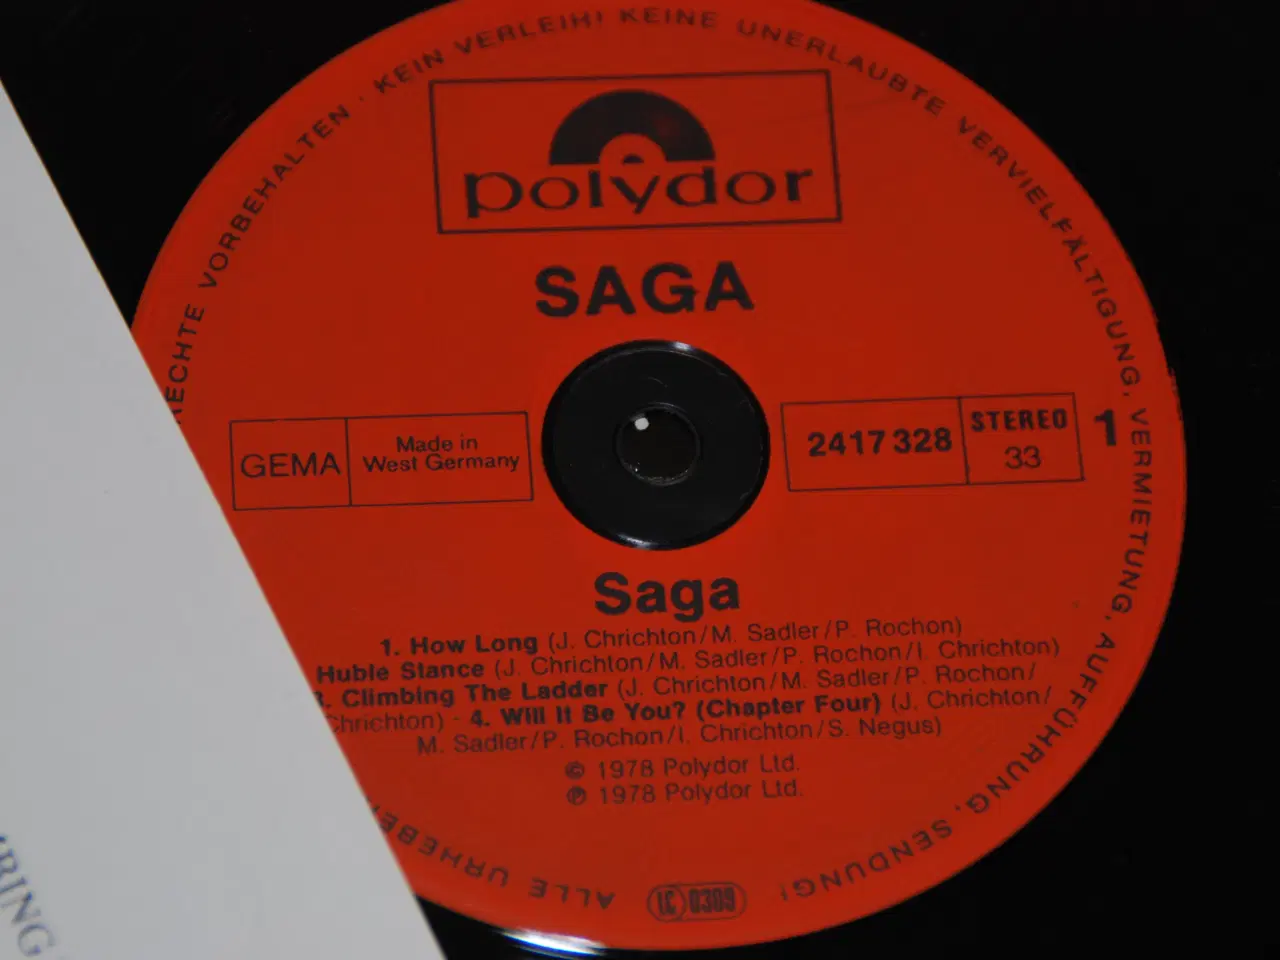 polydor
SAGA
GEMA
Made in
West Germany
2417 328
STEREO
33
1
Saga
1. How Long (J. Chrichton/M. Sadler/P. Rochon)
Huble Stance (J. Chrichton/M. Sadler/P. Rochon/I. Chrichton)
3. Climbing The Ladder (J. Chrichton/M. Sadler/P. Rochon/
Chrichton) - 4. Will It Be You? (Chapter Four) (J. Chrichton/
M. Sadler/P. Rochon/I. Chrichton/S. Negus)
© 1978 Polydor Ltd.
℗ 1978 Polydor Ltd.
LC 0309
ALLE URHEBE
RECHTE VORBEHALTEN · KEIN VERLEIH! KEINE UNERLAUBTE VERVIELFÄLTIGUNG, VERMIETUNG, AUFFÜHRUNG, SENDUNG!